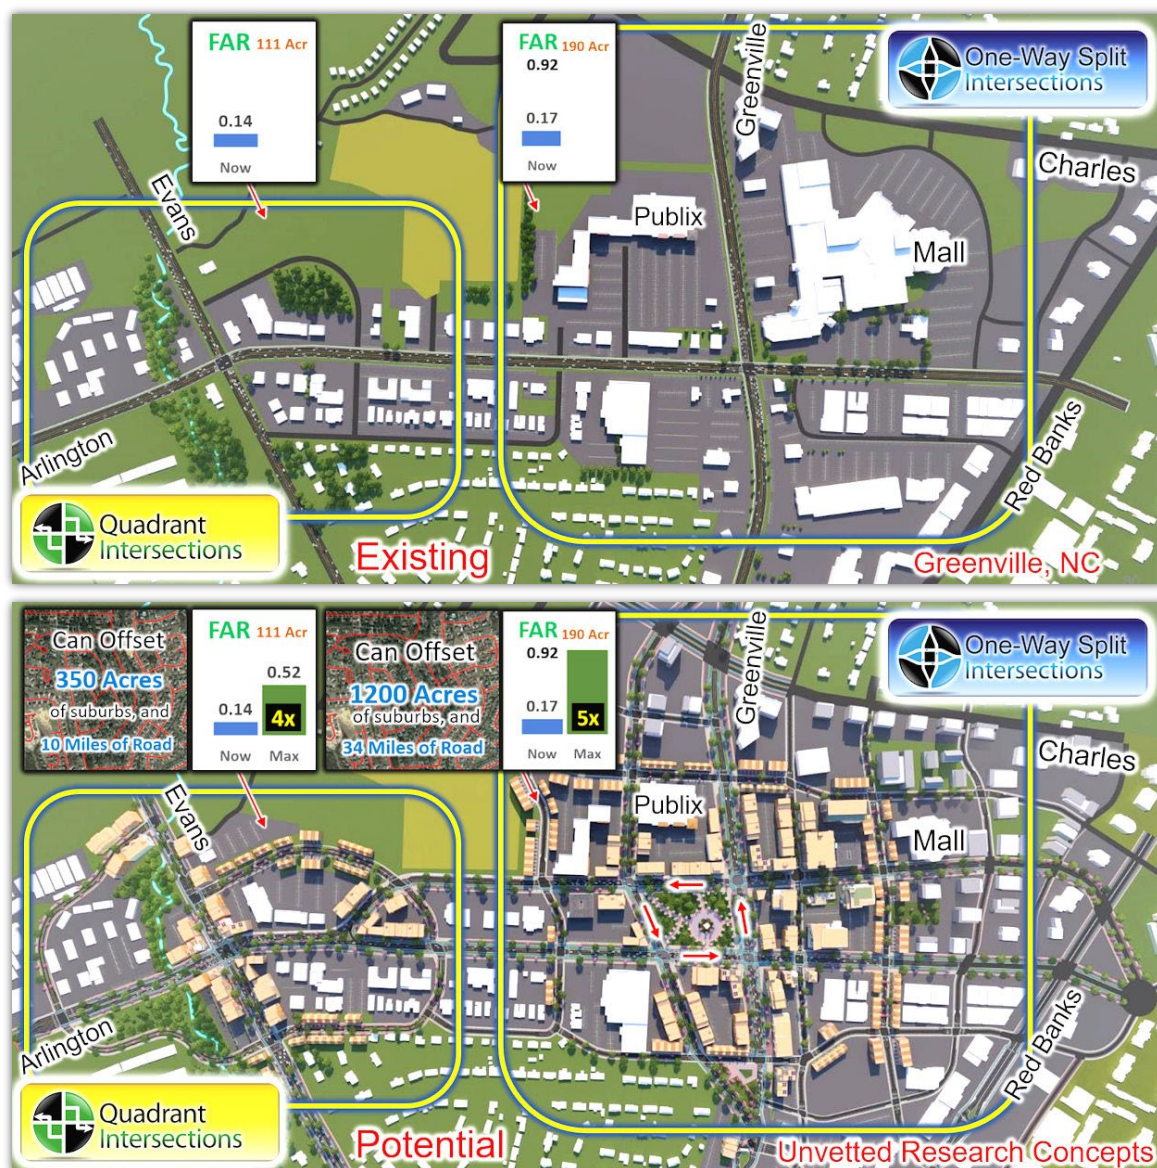 FAR 111 Acr
0.14
Now
FAR 190 Acr
0.92
0.17
Now
Greenville
One-Way Split
Intersections
Charles
Evans
Publix
Mall
Arlington
Red Banks
Quadrant
Intersections
Existing
Greenville, NC
Can Offset
350 Acres
of suburbs, and
10 Miles of Road
FAR 111 Acr
0.52
0.14
4x
Now Max
Can Offset
1200 Acres
of suburbs, and
34 Miles of Road
FAR 190 Acr
0.92
0.17
5x
Now Max
Greenville
One-Way Split
Intersections
Charles
Evans
Publix
Mall
Arlington
Red Banks
Quadrant
Intersections
Potential
Unvetted Research Concepts